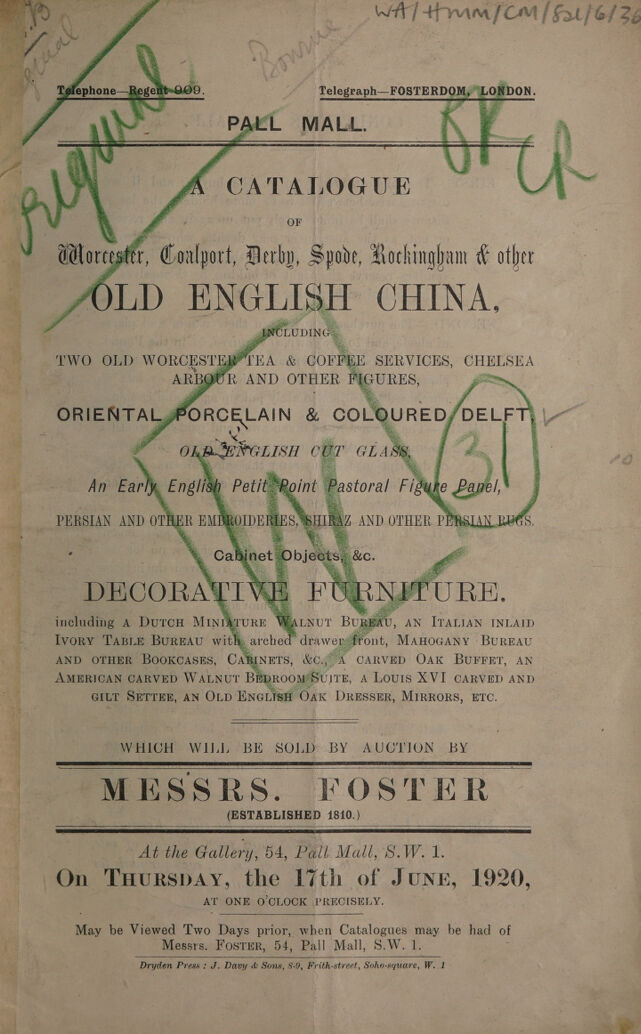 WA/HMM/CM/Sal/6/36
Bourne
Telephone—Regent 909. Telegraph—FOSTERDOM, LONDON.
PALL MALL.
A CATALOGUE
OF
Worcester, Coalport, Derby, Spode, Rockingham & other
OLD ENGLISH CHINA,
INCLUDING
TWO OLD WORCESTER TEA & COFFEE SERVICES, CHELSEA
ARBOUR AND OTHER FIGURES,
ORIENTAL PORCELAIN & COLOURED DELFT,
OLD ENGLISH CUT GLASS,
31
An Early English Petit Point Pastoral Figure Panel,
PERSIAN AND OTHER EMBROIDERIES, SHIRAZ AND OTHER PERSIAN RUGS,
W
Cabinet Objects, &c.
DECORATIVE FURNITURE.
including A DUTCH MINIATURE WALNUT BUREAU, AN ITALIAN INLAID
IVORY TABLE BUREAU with arched drawer front, MAHOGANY BUREAU
AND OTHER BOOKCASES, CABINETS, &C., A CARVED OAK BUFFET, AN
AMERICAN CARVED WALNUT BEDROOM SUITE, A LOUIS XVI CARVED AND
GILT SETTEE, AN OLD ENGLISH OAK DRESSER, MIRRORS, ETC.
WHICH WILL BE SOLD BY AUCTION BY
MESSRS. FOSTER
(ESTABLISHED 1810.)
At the Gallery, 54, Pall Mall, S.W. 1.
On THURSDAY, the 17th of JUNE, 1920,
AT ONE O'CLOCK PRECISELY.
May be Viewed Two Days prior, when Catalogues may be had of
Messrs. FOSTER, 54, Pall Mall, S.W. 1.
Dryden Press: J. Davy & Sons, 8-9, Frith-street, Soho-square, W. 1